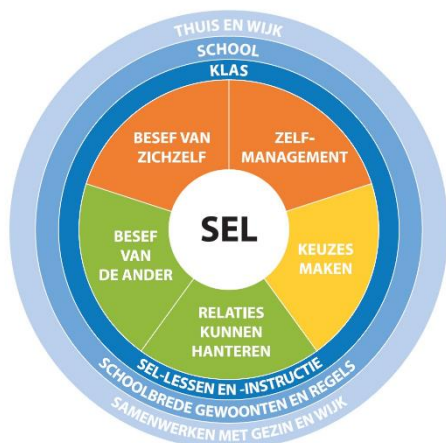 THUIS EN WIJK
SCHOOL
KLAS
BESEF VAN
ZICHZELF
ZELF-
MANAGEMENT
SEL
BESEF
VAN
DE ANDER
KEUZES
MAKEN
RELATIES
KUNNEN
HANTEREN
SEL-LESSEN EN -INSTRUCTIE
SCHOOLBREDE GEWOONTEN EN REGELS
SAMENWERKEN MET GEZIN EN WIJK